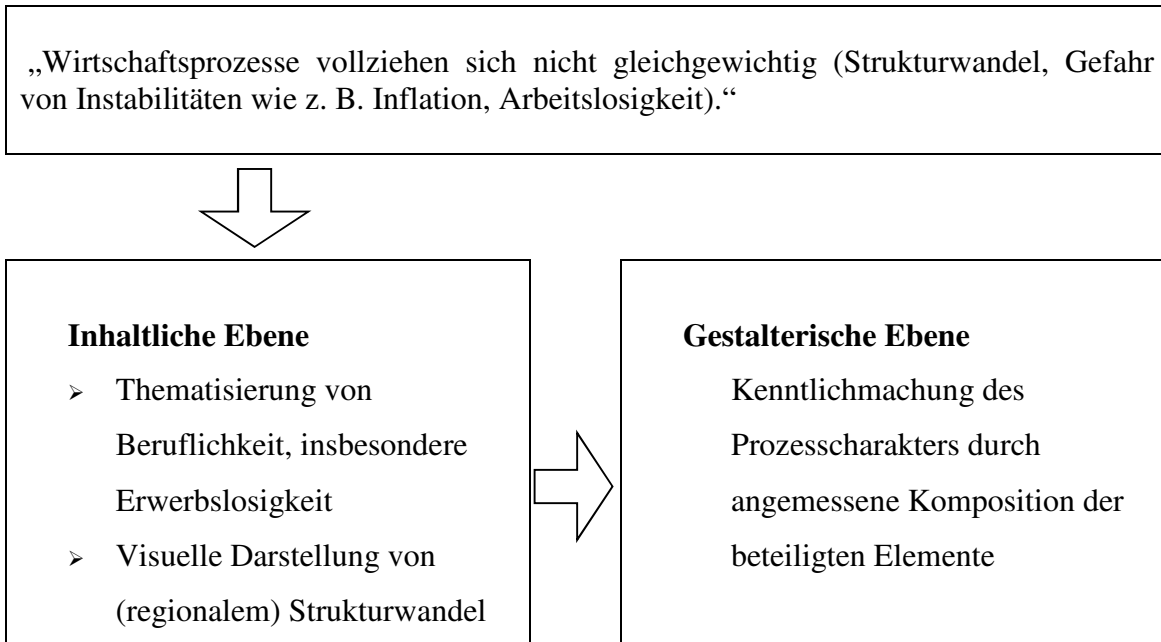 „Wirtschaftsprozesse vollziehen sich nicht gleichgewichtig (Strukturwandel, Gefahr
von Instabilitäten wie z. B. Inflation, Arbeitslosigkeit).“
Inhaltliche Ebene
➢ Thematisierung von
Beruflichkeit, insbesondere
Erwerbslosigkeit
➢ Visuelle Darstellung von
(regionalem) Strukturwandel
Gestalterische Ebene
Kenntlichmachung des
Prozesscharakters durch
angemessene Komposition der
beteiligten Elemente